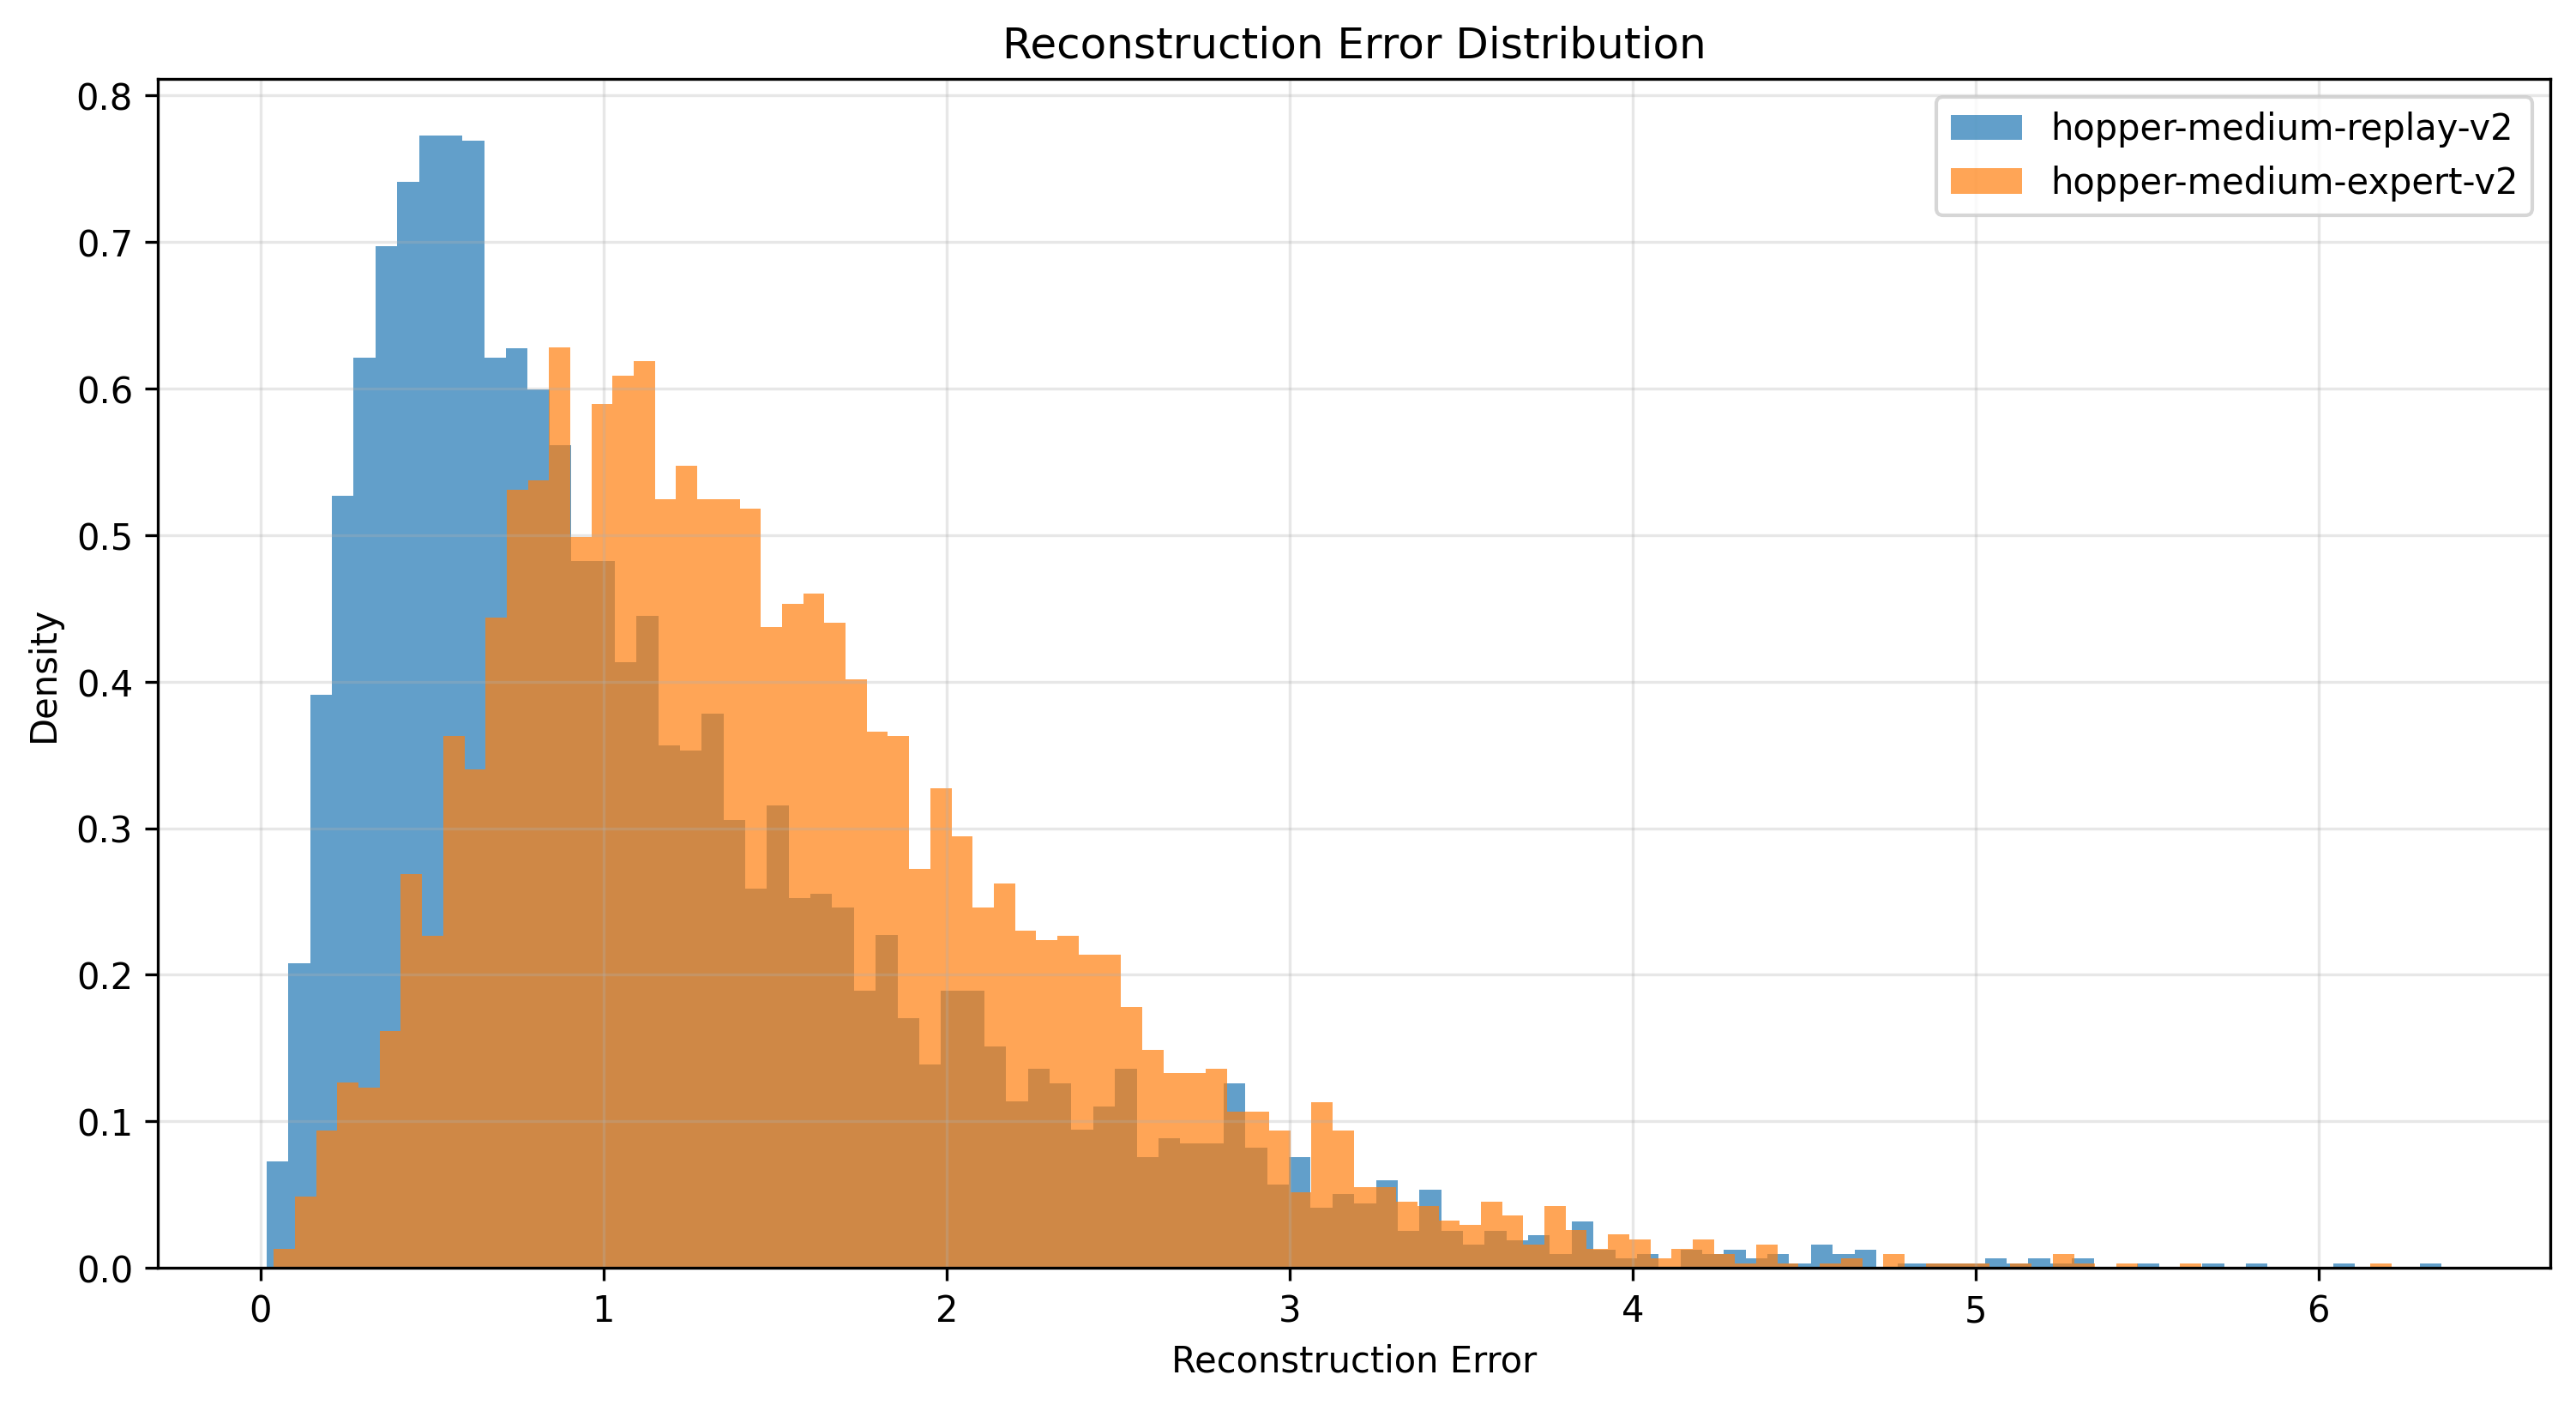 Reconstruction Error Distribution
hopper-medium-replay-v2
hopper-medium-expert-v2
Density
0.8
0.7
0.6
0.5
0.4
0.3
0.2
0.1
0.0
0 1 2 3 4 5 6
Reconstruction Error